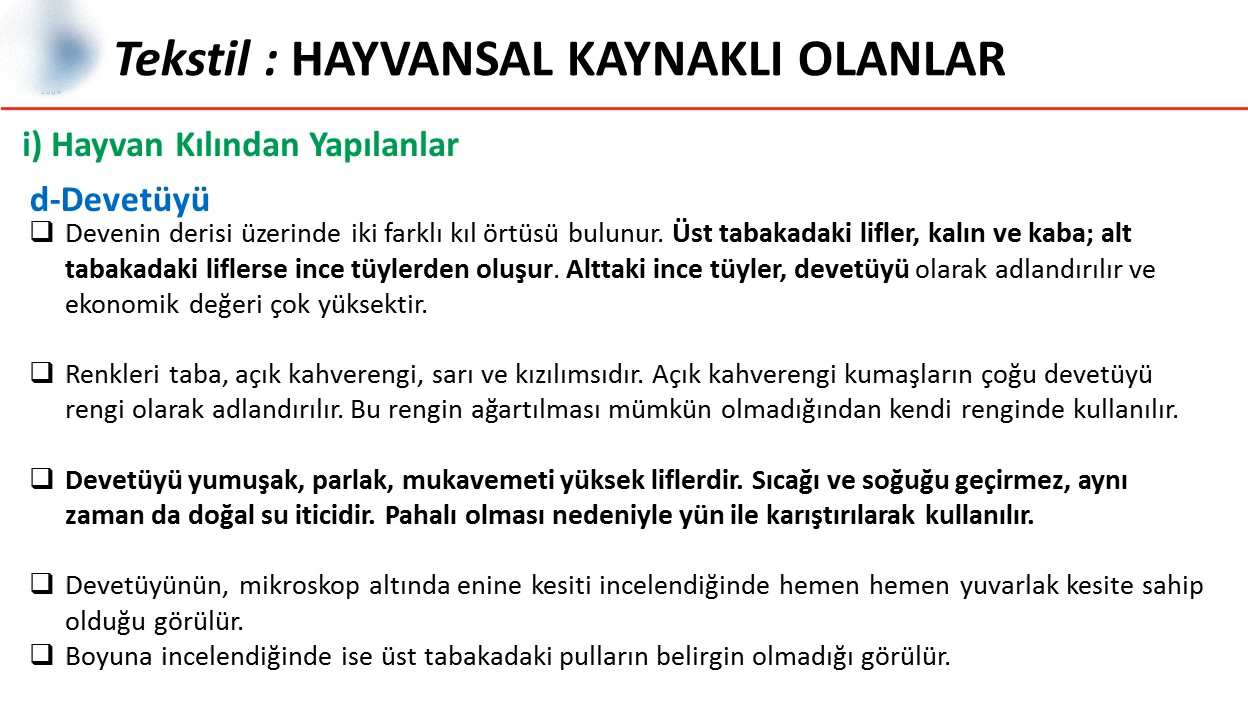 Tekstil : HAYVANSAL KAYNAKLI OLANLAR
i) Hayvan Kılından Yapılanlar
d-Devetüyü
❑ Devenin derisi üzerinde iki farklı kıl örtüsü bulunur. Üst tabakadaki lifler, kalın ve kaba; alt
tabakadaki liflerse ince tüylerden oluşur. Alttaki ince tüyler, devetüyü olarak adlandırılır ve
ekonomik değeri çok yüksektir.
❑ Renkleri taba, açık kahverengi, sarı ve kızılımsıdır. Açık kahverengi kumaşların çoğu devetüyü
rengi olarak adlandırılır. Bu rengin ağartılması mümkün olmadığından kendi renginde kullanılır.
❑ Devetüyü yumuşak, parlak, mukavemeti yüksek liflerdir. Sıcağı ve soğuğu geçirmez, aynı
zaman da doğal su iticidir. Pahalı olması nedeniyle yün ile karıştırılarak kullanılır.
❑ Devetüyünün, mikroskop altında enine kesiti incelendiğinde hemen hemen yuvarlak kesite sahip
olduğu görülür.
❑ Boyuna incelendiğinde ise üst tabakadaki pulların belirgin olmadığı görülür.